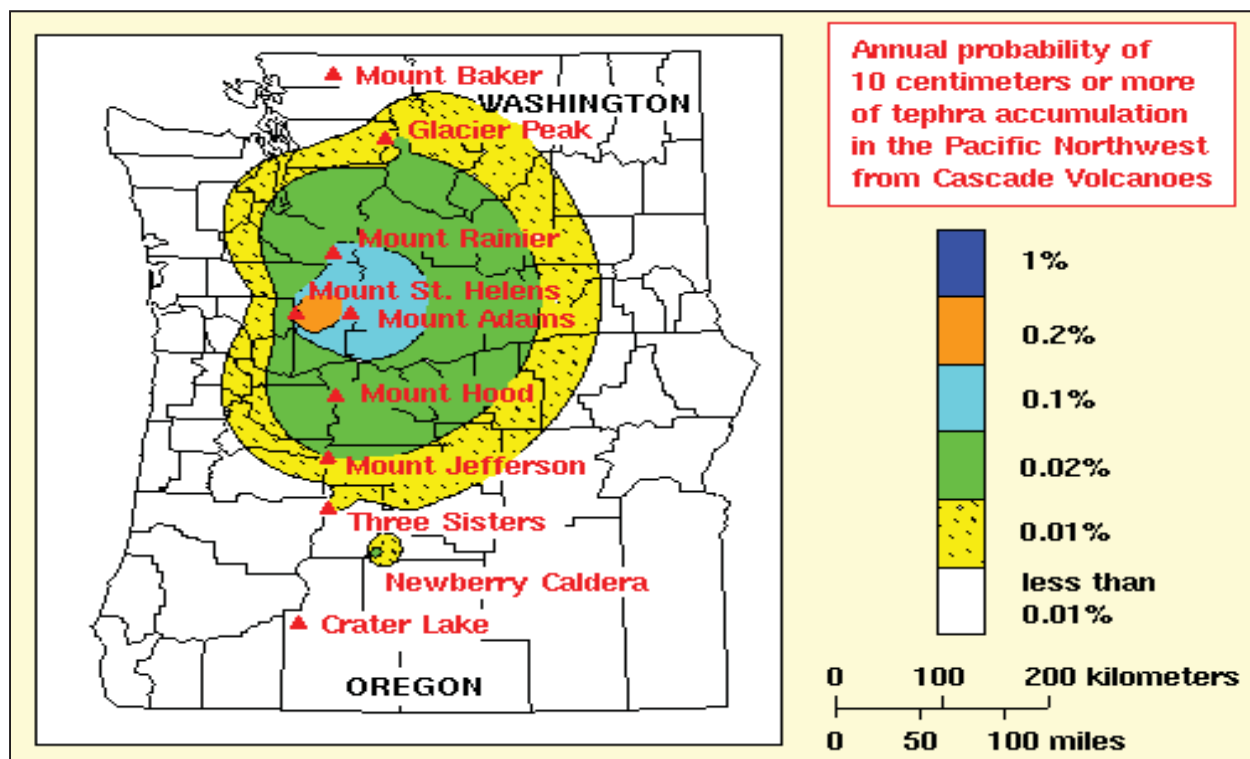 Mount Baker
WASHINGTON
Glacier Peak
Mount Rainier
Mount St. Helens
Mount Adams
Mount Hood
Mount Jefferson
Three Sisters
Newberry Caldera
Crater Lake
OREGON
Annual probability of
10 centimeters or more
of tephra accumulation
in the Pacific Northwest
from Cascade Volcanoes
1%
0.2%
0.1%
0.02%
0.01%
less than
0.01%
0 100 200 kilometers
0 50 100 miles